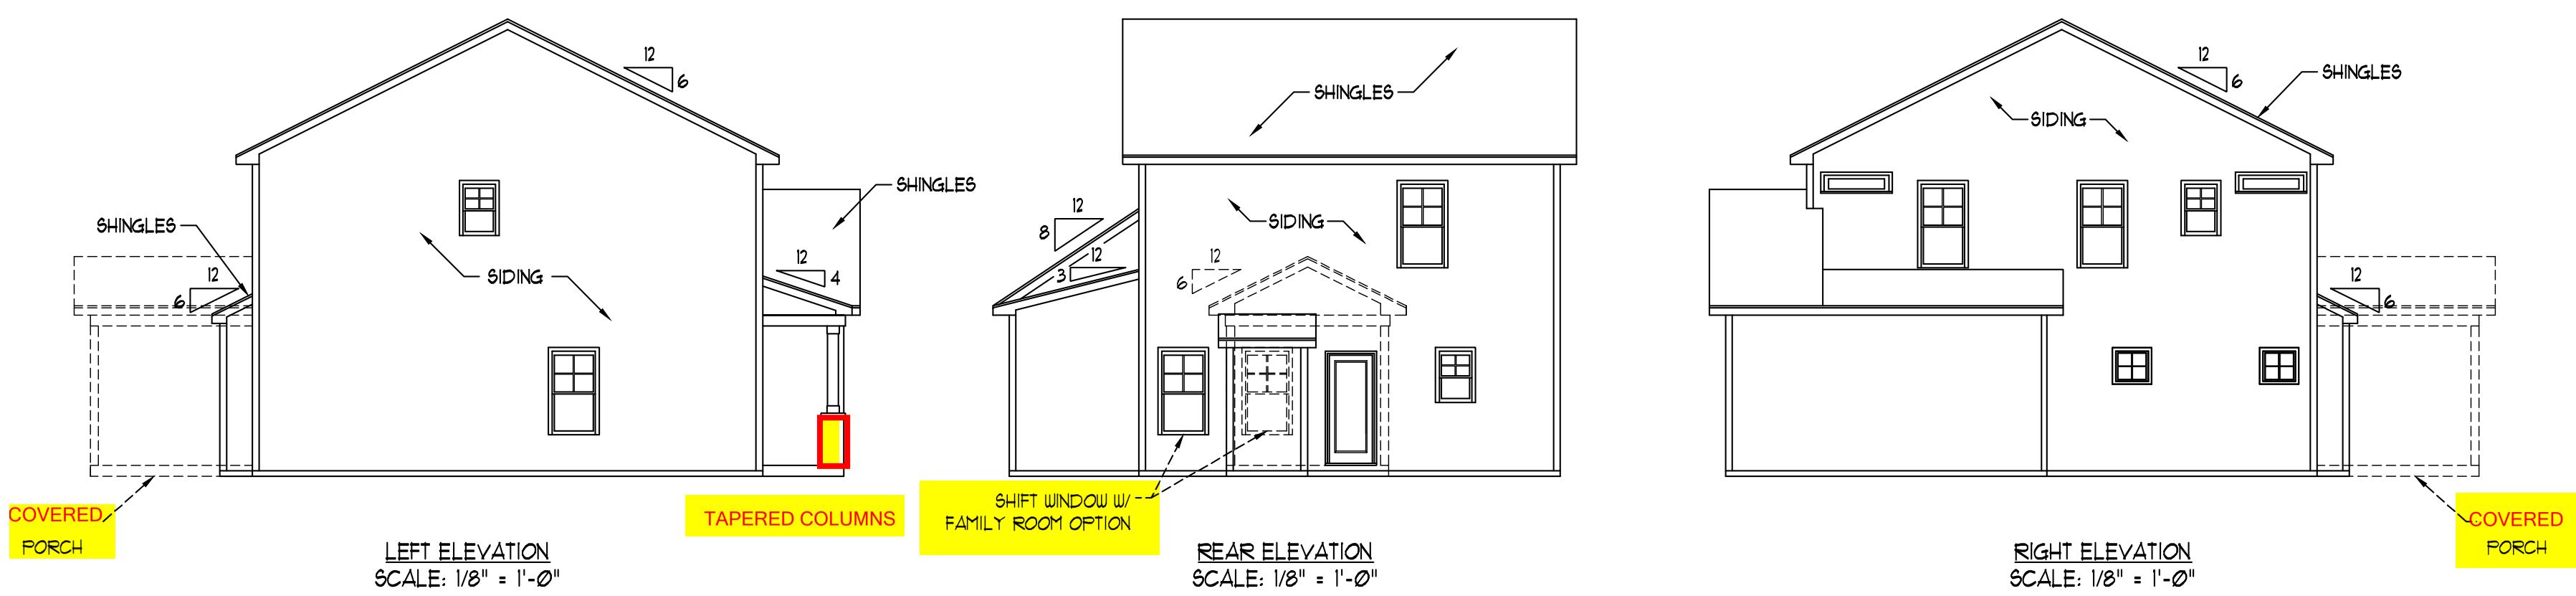 12
6
SHINGLES
SHINGLES
12
6
SIDING
12
4
COVERED
PORCH
TAPERED COLUMNS
LEFT ELEVATION
SCALE: 1/8" = 1'-0"
SHINGLES
12
8
SIDING
12
3
12
6
SHIFT WINDOW W/
FAMILY ROOM OPTION
REAR ELEVATION
SCALE: 1/8" = 1'-0"
12
6
SHINGLES
SIDING
12
6
COVERED
PORCH
RIGHT ELEVATION
SCALE: 1/8" = 1'-0"